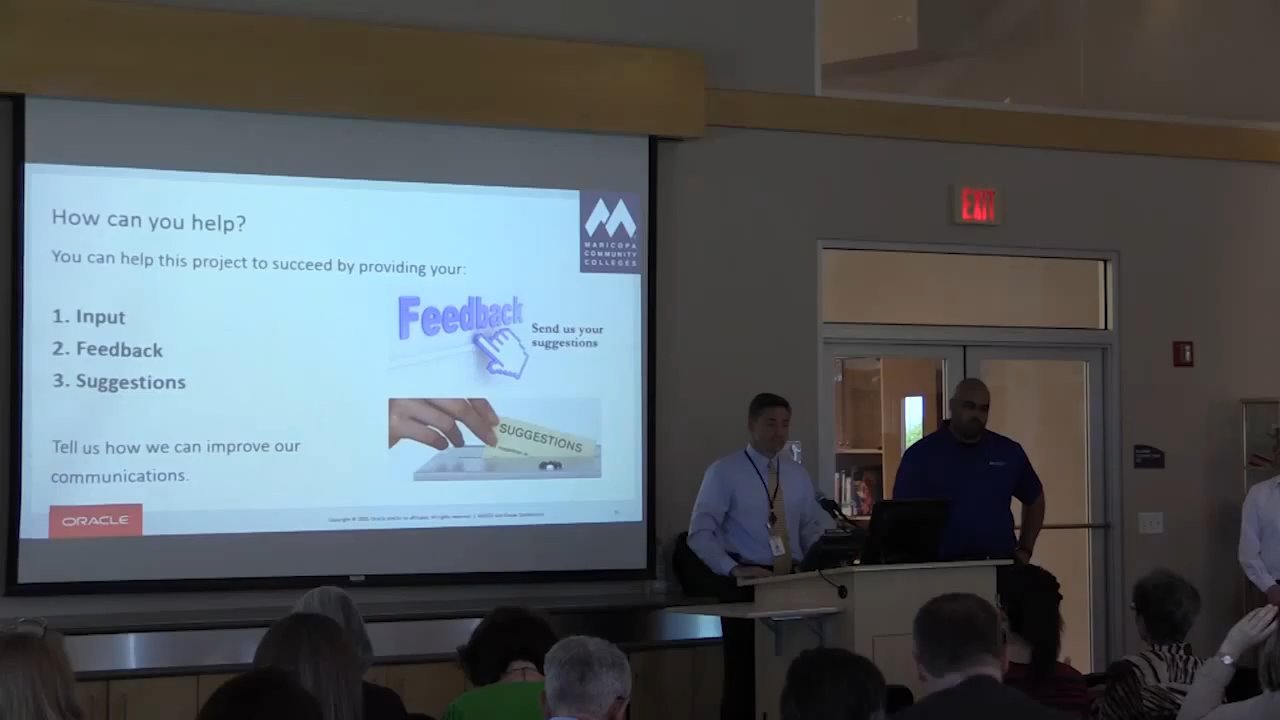 How can you help?
You can help this project to succeed by providing your:
1. Input
2. Feedback
3. Suggestions
Tell us how we can improve our
communications.
Feedback
Send us your
suggestions
SUGGESTIONS
MARICOPA
COMMUNITY
COLLEGES
ORACLE
EXIT